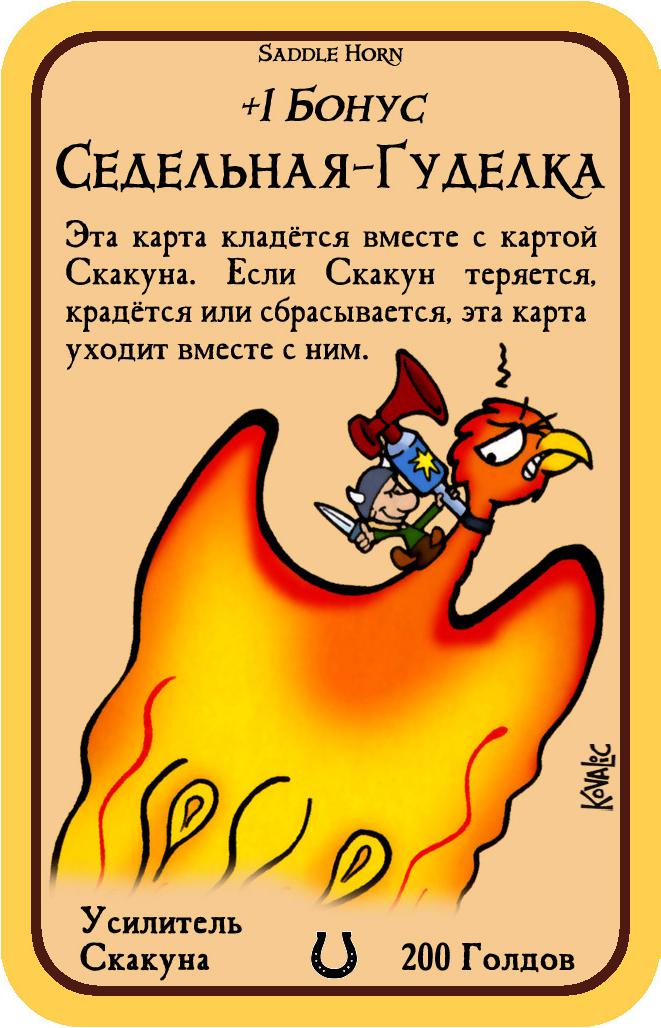 Saddle Horn
+1 Бонус
Седельная-Гуделка
Эта карта кладётся вместе с картой
Скакуна. Если Скакун теряется,
крадётся или сбрасывается, эта карта
уходит вместе с ним.
Kovalic
Усилитель
Скакуна
200 Голдов